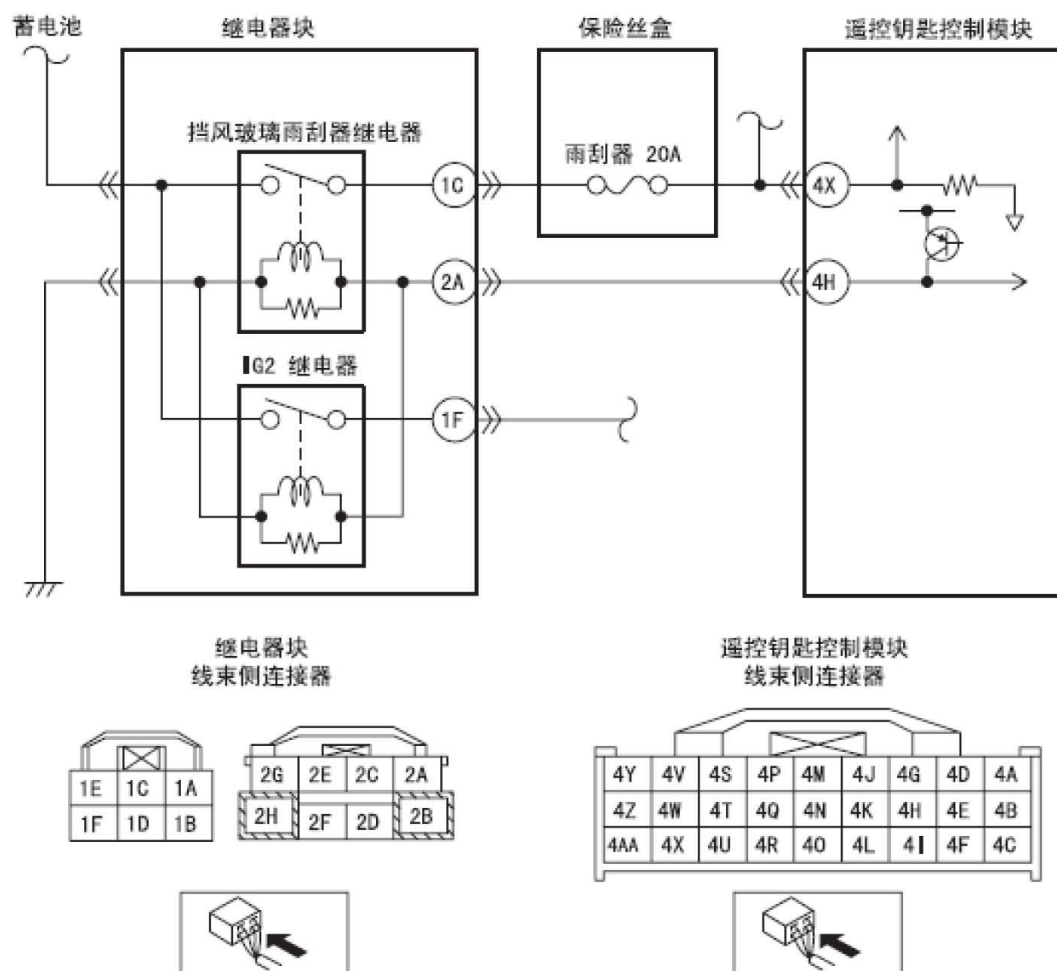 蓄电池 继电器块 保险丝盒 遥控钥匙控制模块
挡风玻璃雨刮器继电器
雨刮器 20A
1C 4X
2A 4H
IG2 继电器
1F
继电器块
线束侧连接器
遥控钥匙控制模块
线束侧连接器
1E 1C 1A
1F 1D 1B
2G 2E 2C 2A
2H 2F 2D 2B
4Y 4V 4S 4P 4M 4J 4G 4D 4A
4Z 4W 4T 4Q 4N 4K 4H 4E 4B
4AA 4X 4U 4R 4O 4L 4I 4F 4C